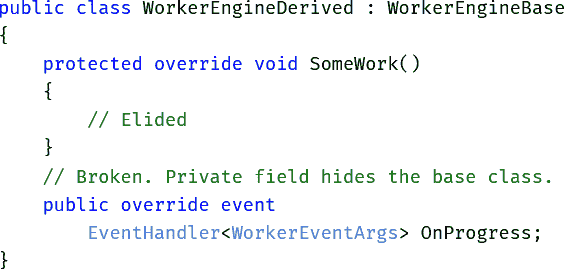 public class WorkerEngineDerived : WorkerEngineBase
{
    protected override void SomeWork()
    {
        // Elided
    }
    // Broken. Private field hides the base class.
    public override event
        EventHandler<WorkerEventArgs> OnProgress;
}